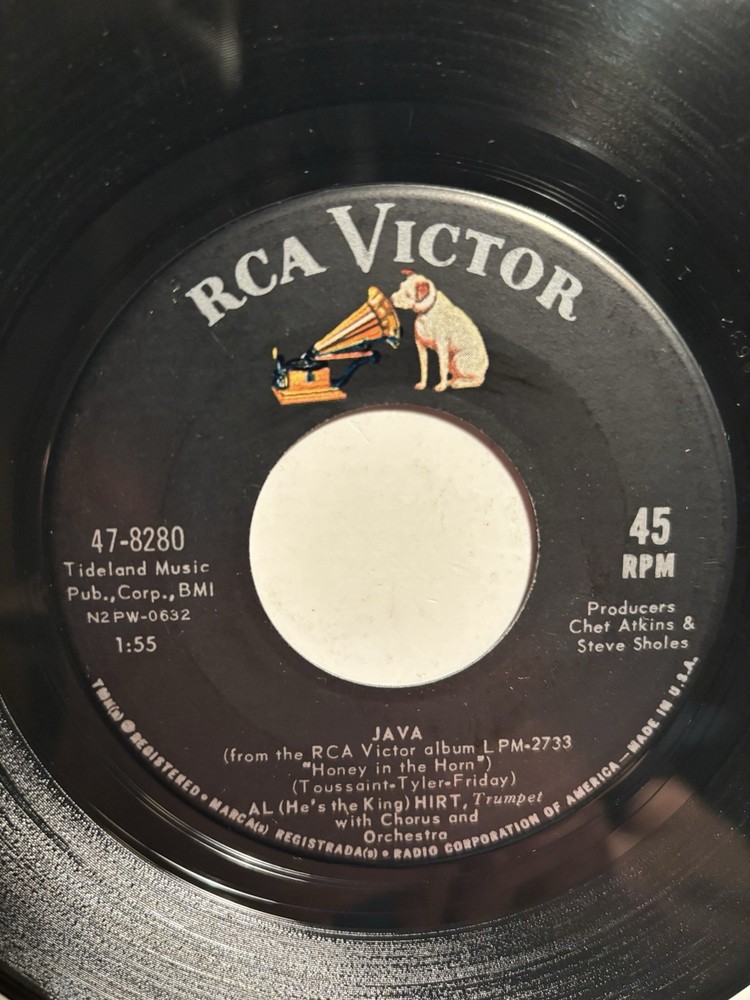 RCA VICTOR
47-8280
Tideland Music
Pub.,Corp.,BMI
N2PW-0632
1:55
45
RPM
Producers
Chet Atkins &
Steve Sholes
JAVA
(from the RCA Victor album LPM-2733
"Honey in the Horn")
(Toussaint-Tyler-Friday)
AL (He's the King) HIRT, Trumpet
with Chorus and
Orchestra
TMK(s) ® REGISTERED • MARCA(s) REGISTRADA(s) • RADIO CORPORATION OF AMERICA—MADE IN U.S.A.